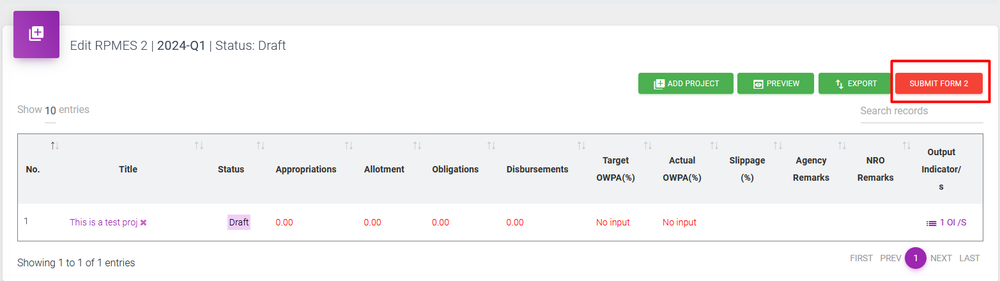 Edit RPMES 2 | 2024-Q1 | Status: Draft
ADD PROJECT PREVIEW EXPORT SUBMIT FORM 2
Show 10 entries Search records
No. Title Status Appropriations Allotment Obligations Disbursements Target OWPA(%) Actual OWPA(%) Slippage (%) Agency Remarks NRO Remarks Output Indicator/s
1 This is a test proj Draft 0.00 0.00 0.00 0.00 No input No input 1 OI /S
Showing 1 to 1 of 1 entries FIRST PREV 1 NEXT LAST